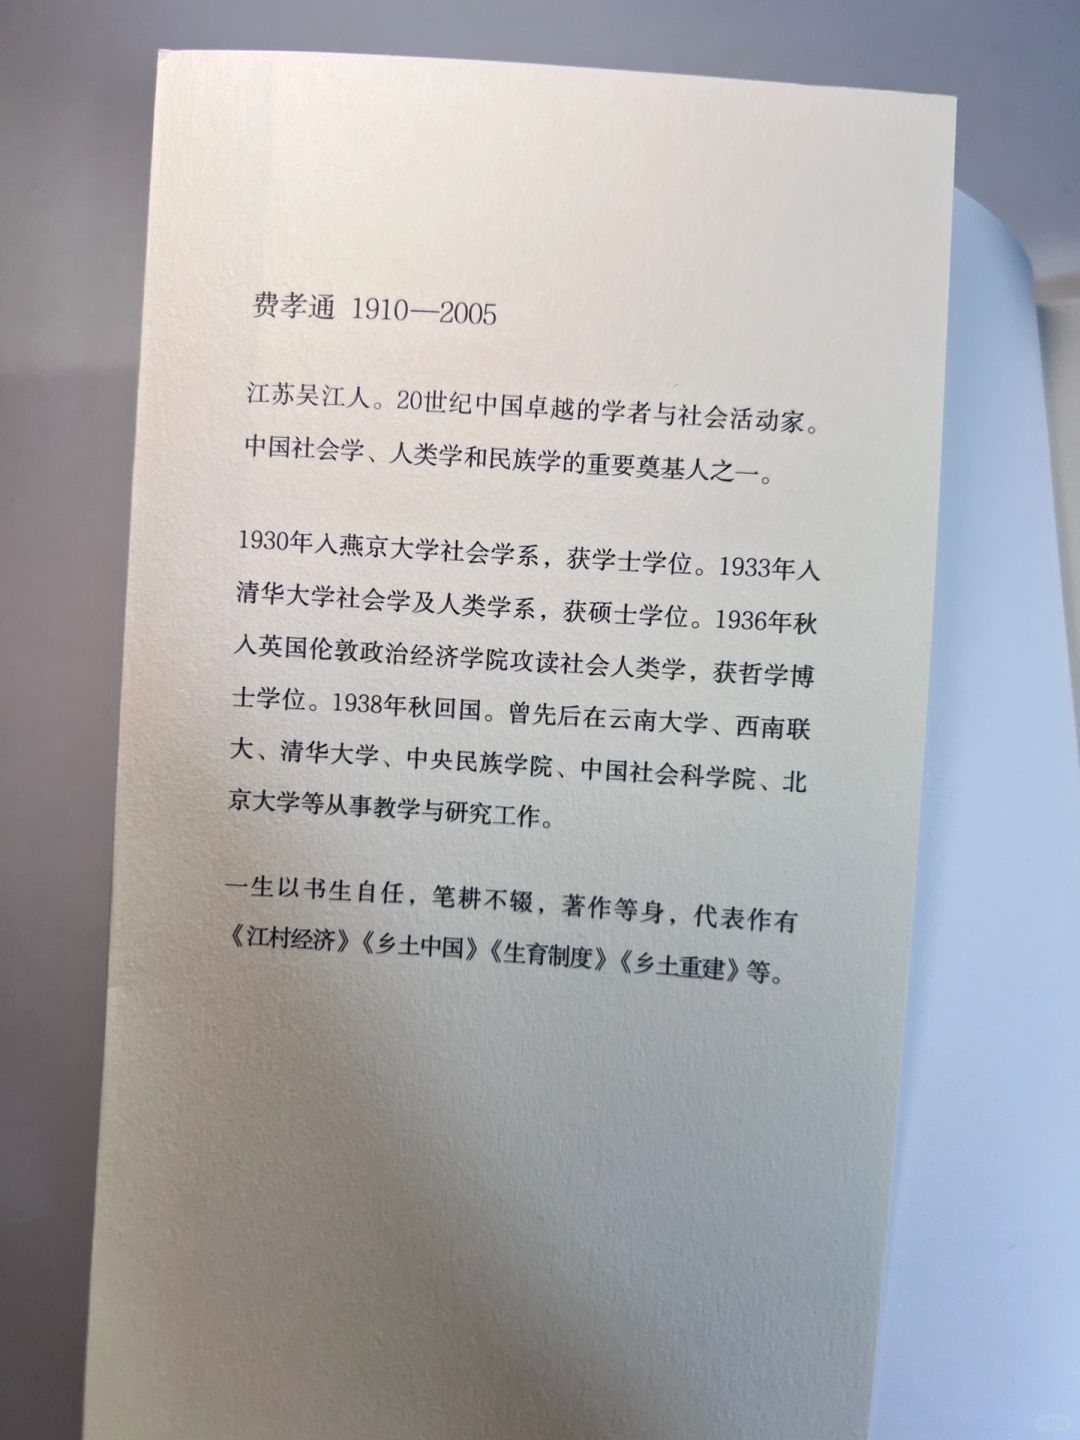 费孝通 1910—2005
江苏吴江人。20世纪中国卓越的学者与社会活动家。
中国社会学、人类学和民族学的重要奠基人之一。
1930年入燕京大学社会学系，获学士学位。1933年入
清华大学社会学及人类学系，获硕士学位。1936年秋
入英国伦敦政治经济学院攻读社会人类学，获哲学博
士学位。1938年秋回国。曾先后在云南大学、西南联
大、清华大学、中央民族学院、中国社会科学院、北
京大学等从事教学与研究工作。
一生以书生自任，笔耕不辍，著作等身，代表作有
《江村经济》《乡土中国》《生育制度》《乡土重建》等。